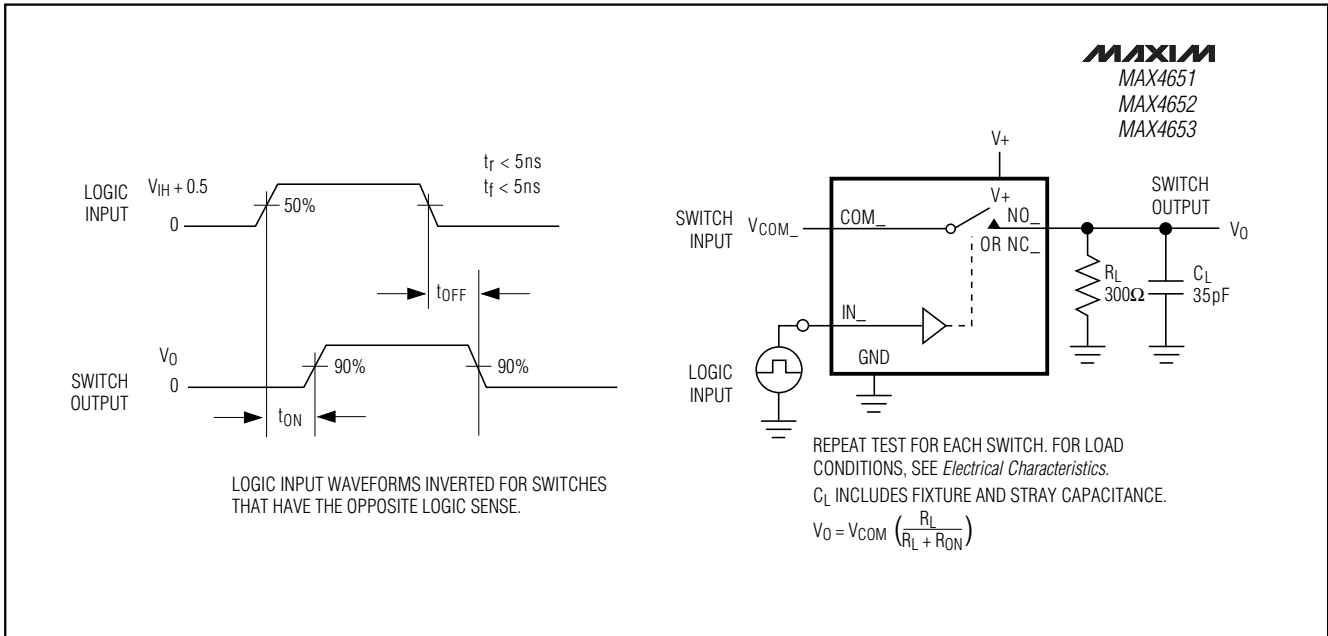 MAXIM
MAX4651
MAX4652
MAX4653
LOGIC
INPUT
VIH + 0.5
0
50%
tr < 5ns
tf < 5ns
tOFF
VO
0
SWITCH
OUTPUT
90%
90%
tON
LOGIC INPUT WAVEFORMS INVERTED FOR SWITCHES
THAT HAVE THE OPPOSITE LOGIC SENSE.
V+
V+
SWITCH
INPUT
VCOM_
COM_
NO_
OR NC_
SWITCH
OUTPUT
VO
RL
300Ω
CL
35pF
IN_
GND
LOGIC
INPUT
REPEAT TEST FOR EACH SWITCH. FOR LOAD
CONDITIONS, SEE Electrical Characteristics.
CL INCLUDES FIXTURE AND STRAY CAPACITANCE.
VO = VCOM (RL / RL + RON)